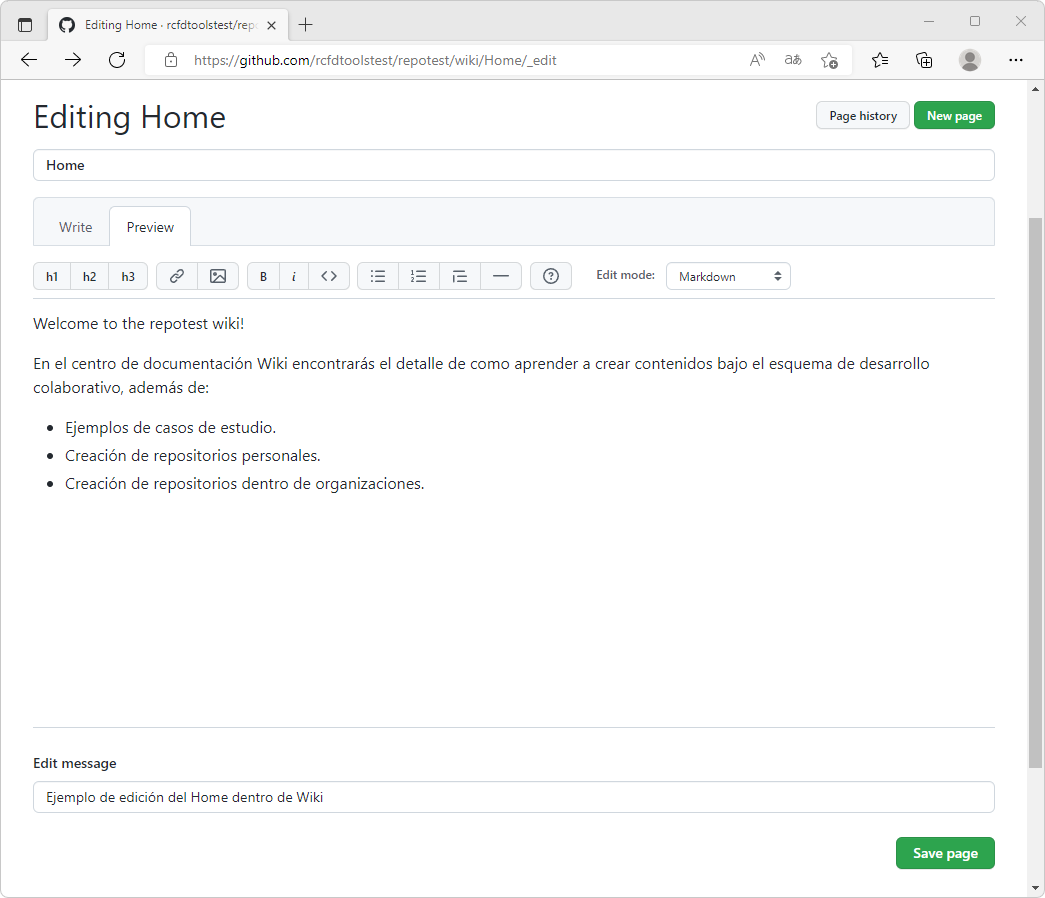 Editing Home · rcfdtoolstest/repo
https://github.com/rcfdtoolstest/repotest/wiki/Home/_edit
Editing Home
Page history
New page
Home
Write
Preview
h1 h2 h3 B i Edit mode: Markdown
Welcome to the repotest wiki!
En el centro de documentación Wiki encontrarás el detalle de como aprender a crear contenidos bajo el esquema de desarrollo
colaborativo, además de:
• Ejemplos de casos de estudio.
• Creación de repositorios personales.
• Creación de repositorios dentro de organizaciones.
Edit message
Ejemplo de edición del Home dentro de Wiki
Save page